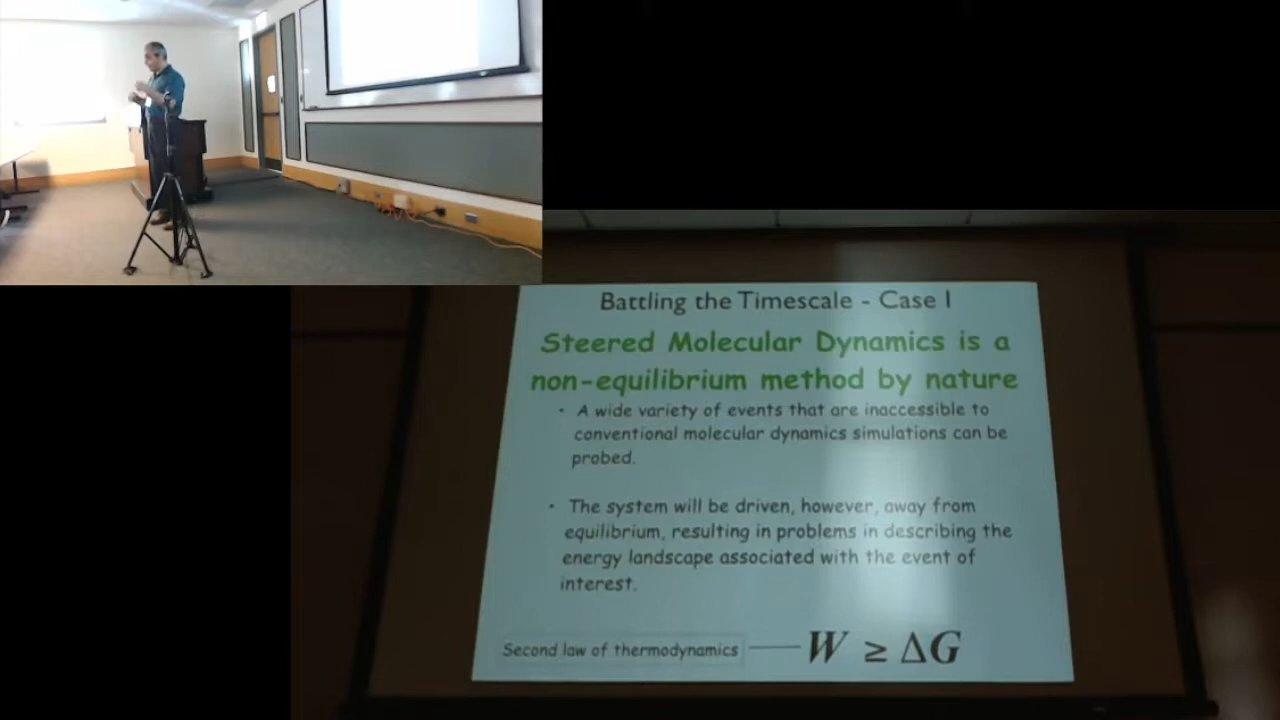 Battling the Timescale - Case I
Steered Molecular Dynamics is a
non-equilibrium method by nature
• A wide variety of events that are inaccessible to
conventional molecular dynamics simulations can be
probed.
• The system will be driven, however, away from
equilibrium, resulting in problems in describing the
energy landscape associated with the event of
interest.
Second law of thermodynamics — W ≥ ΔG